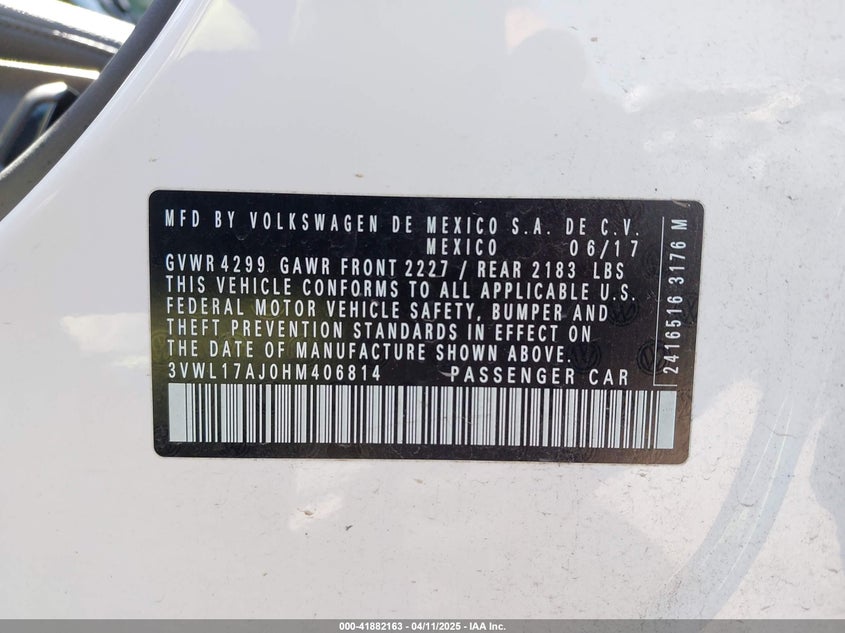 MFD BY VOLKSWAGEN DE MEXICO S.A. DE C.V.
MEXICO 06/17
GVWR 4299 GAWR FRONT 2227 / REAR 2183 LBS
THIS VEHICLE CONFORMS TO ALL APPLICABLE U.S.
FEDERAL MOTOR VEHICLE SAFETY, BUMPER AND
THEFT PREVENTION STANDARDS IN EFFECT ON
THE DATE OF MANUFACTURE SHOWN ABOVE.
3VWL17AJ0HM406814 PASSENGER CAR
2416516 3176 M
000-41882163 - 04/11/2025 - IAA Inc.